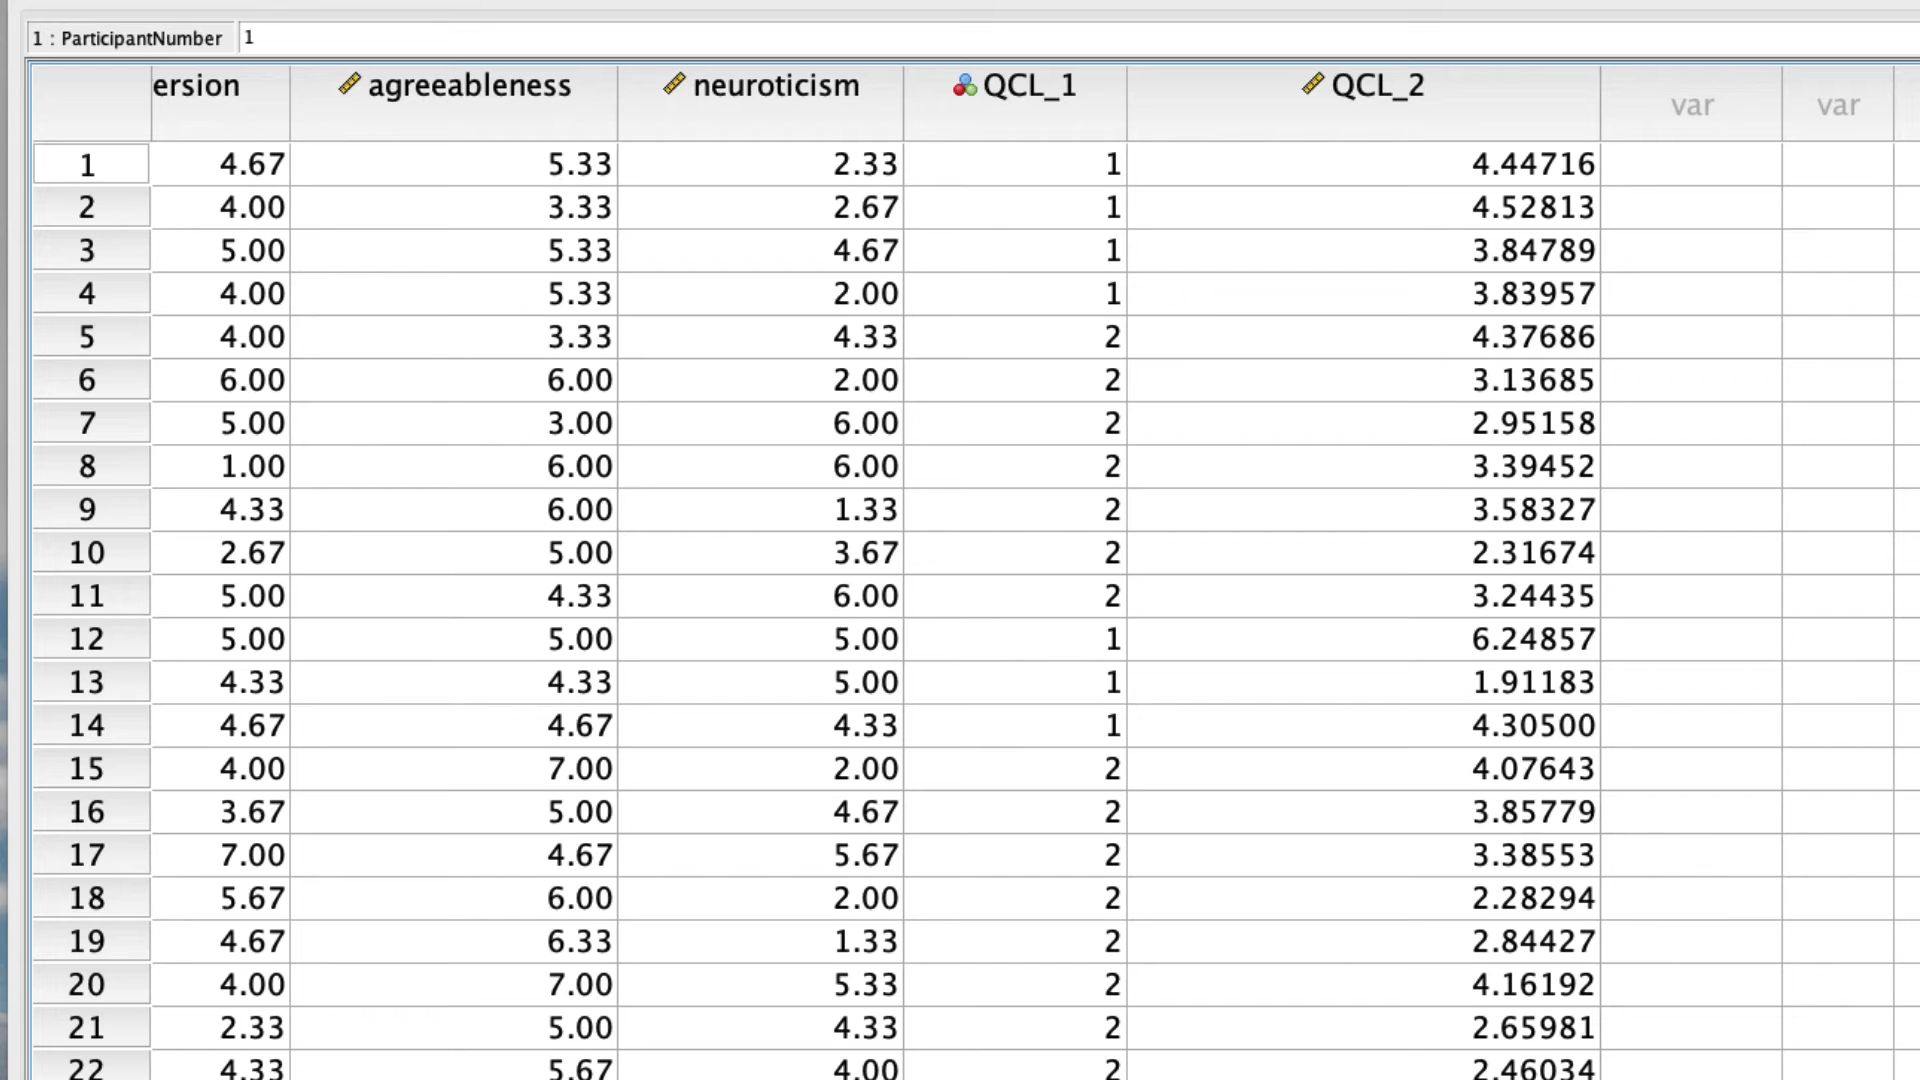 1 : ParticipantNumber 1
ersion agreeableness neuroticism QCL_1 QCL_2 var var
1 4.67 5.33 2.33 1 4.44716
2 4.00 3.33 2.67 1 4.52813
3 5.00 5.33 4.67 1 3.84789
4 4.00 5.33 2.00 1 3.83957
5 4.00 3.33 4.33 2 4.37686
6 6.00 6.00 2.00 2 3.13685
7 5.00 3.00 6.00 2 2.95158
8 1.00 6.00 6.00 2 3.39452
9 4.33 6.00 1.33 2 3.58327
10 2.67 5.00 3.67 2 2.31674
11 5.00 4.33 6.00 2 3.24435
12 5.00 5.00 5.00 1 6.24857
13 4.33 4.33 5.00 1 1.91183
14 4.67 4.67 4.33 1 4.30500
15 4.00 7.00 2.00 2 4.07643
16 3.67 5.00 4.67 2 3.85779
17 7.00 4.67 5.67 2 3.38553
18 5.67 6.00 2.00 2 2.28294
19 4.67 6.33 1.33 2 2.84427
20 4.00 7.00 5.33 2 4.16192
21 2.33 5.00 4.33 2 2.65981
22 4.33 5.67 4.00 2 2.46034